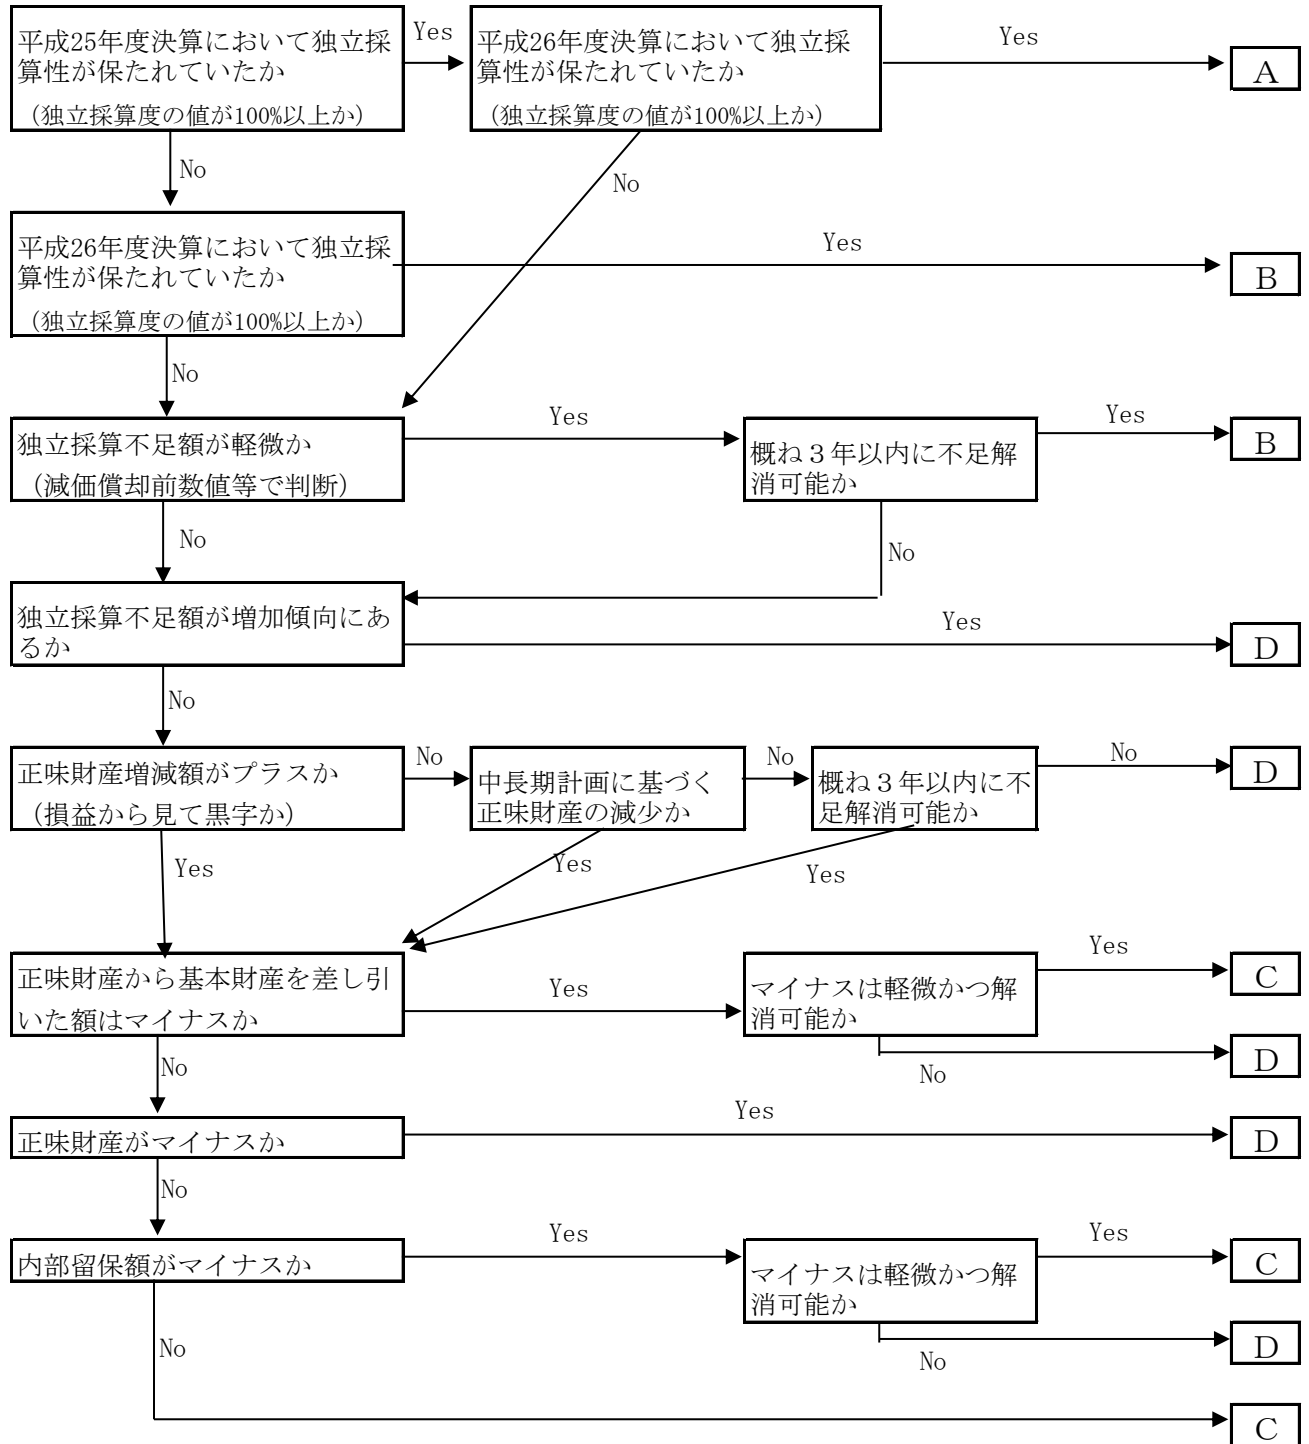 平成25年度決算において独立採
算性が保たれていたか
（独立採算度の値が100%以上か）
Yes
平成26年度決算において独立採
算性が保たれていたか
（独立採算度の値が100%以上か）
Yes
A
No
No
平成26年度決算において独立採
算性が保たれていたか
（独立採算度の値が100%以上か）
Yes
B
No
独立採算不足額が軽微か
（減価償却前数値等で判断）
Yes
概ね３年以内に不足解
消可能か
Yes
B
No
No
独立採算不足額が増加傾向にあ
るか
Yes
D
No
正味財産増減額がプラスか
（損益から見て黒字か）
No
中長期計画に基づく
正味財産の減少か
No
概ね３年以内に不
足解消可能か
No
D
Yes
Yes
Yes
正味財産から基本財産を差し引
いた額はマイナスか
Yes
マイナスは軽微かつ解
消可能か
Yes
C
No
D
No
正味財産がマイナスか
Yes
D
No
内部留保額がマイナスか
Yes
マイナスは軽微かつ解
消可能か
Yes
C
No
D
No
C